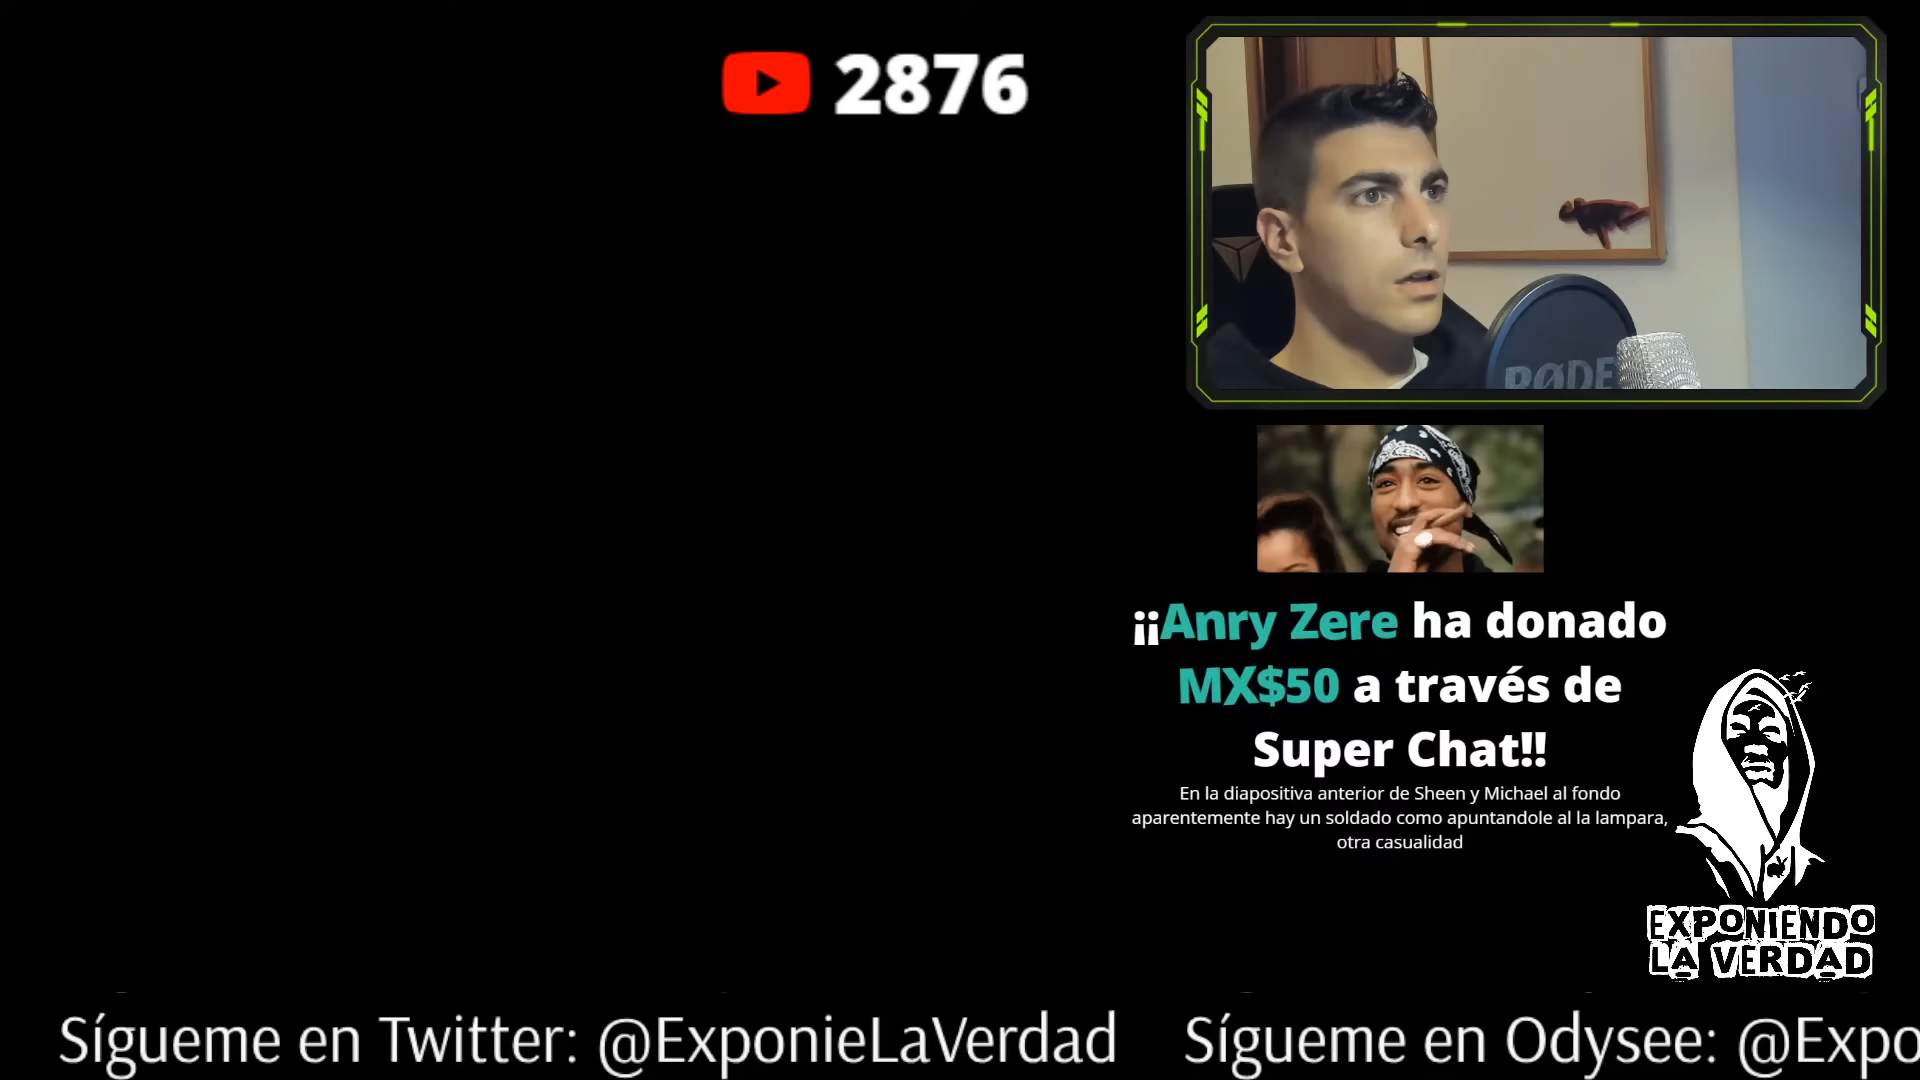 2876
RØDE
¡¡Anry Zere ha donado
MX$50 a través de
Super Chat!!
En la diapositiva anterior de Sheen y Michael al fondo
aparentemente hay un soldado como apuntandole al la lampara,
otra casualidad
EXPONIENDO
LA VERDAD
Sígueme en Twitter: @ExponieLaVerdad Sígueme en Odysee: @Expo